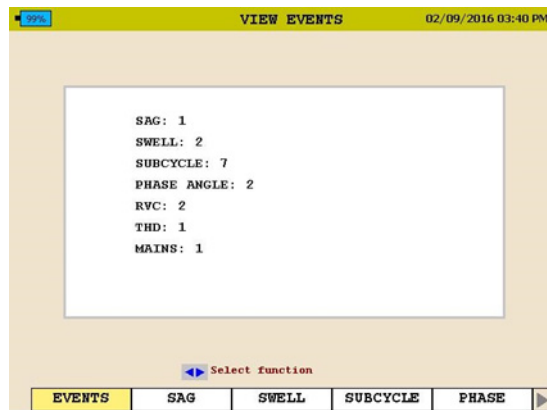 99% VIEW EVENTS 02/09/2016 03:40 PM
SAG: 1
SWELL: 2
SUBCYCLE: 7
PHASE ANGLE: 2
RVC: 2
THD: 1
MAINS: 1
Select function
EVENTS SAG SWELL SUBCYCLE PHASE